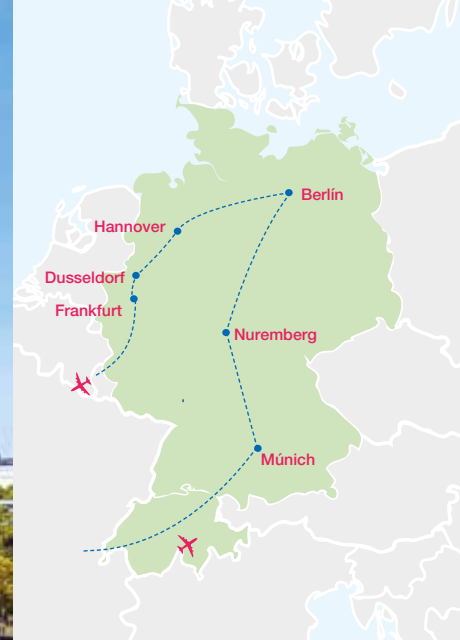 Berlín
Hannover
Dusseldorf
Frankfurt
Nuremberg
Múnich